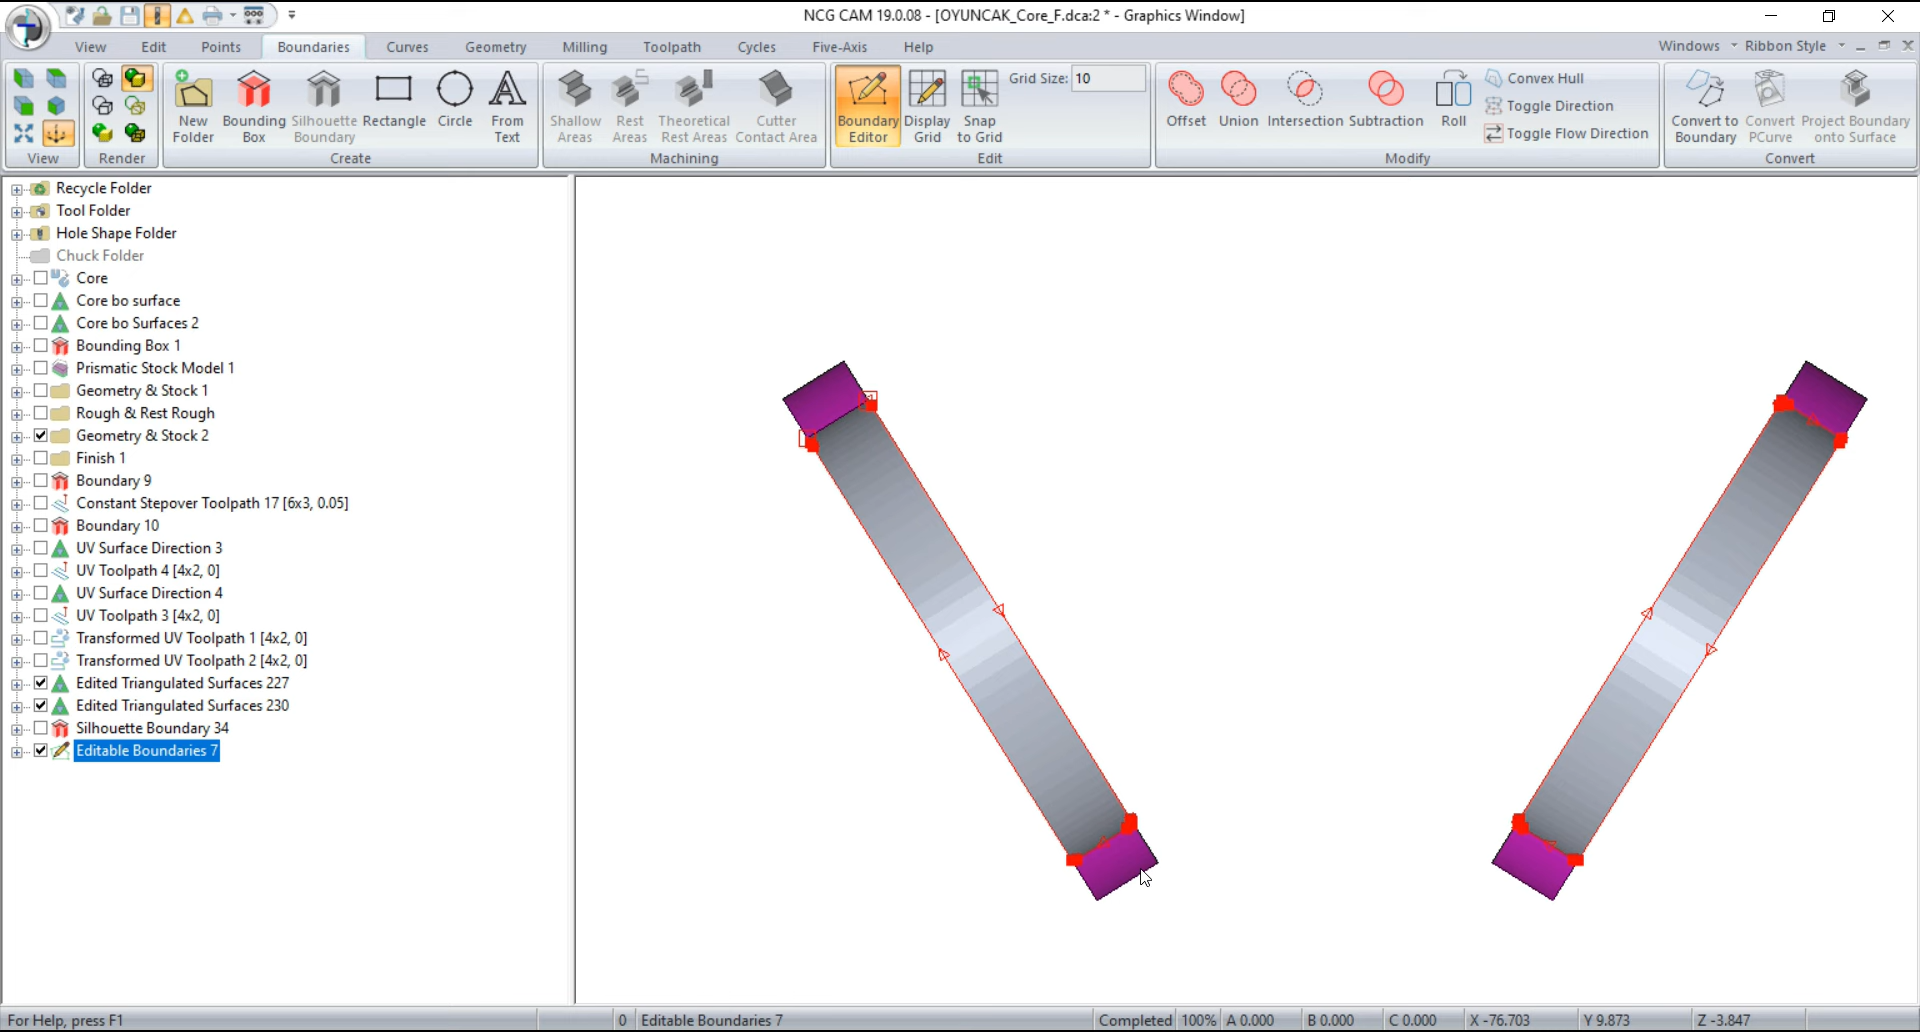 NCG CAM 19.0.08 - [OYUNCAK_Core_F.dca:2 * - Graphics Window]
View Edit Points Boundaries Curves Geometry Milling Toolpath Cycles Five-Axis Help Windows Ribbon Style
View
Render
New Folder
Bounding Box
Silhouette Boundary
Rectangle
Circle
From Text
Create
Shallow Areas
Rest Areas
Theoretical Rest Areas
Cutter Contact Area
Machining
Boundary Editor
Display Grid
Snap to Grid
Grid Size: 10
Edit
Offset
Union
Intersection
Subtraction
Roll
Convex Hull
Toggle Direction
Toggle Flow Direction
Modify
Convert to Boundary
Convert PCurve
Project Boundary onto Surface
Convert
Recycle Folder
Tool Folder
Hole Shape Folder
Chuck Folder
Core
Core bo surface
Core bo Surfaces 2
Bounding Box 1
Prismatic Stock Model 1
Geometry & Stock 1
Rough & Rest Rough
Geometry & Stock 2
Finish 1
Boundary 9
Constant Stepover Toolpath 17 [6x3, 0.05]
Boundary 10
UV Surface Direction 3
UV Toolpath 4 [4x2, 0]
UV Surface Direction 4
UV Toolpath 3 [4x2, 0]
Transformed UV Toolpath 1 [4x2, 0]
Transformed UV Toolpath 2 [4x2, 0]
Edited Triangulated Surfaces 227
Edited Triangulated Surfaces 230
Silhouette Boundary 34
Editable Boundaries 7
For Help, press F1 0 Editable Boundaries 7 Completed 100% A 0.000 B 0.000 C 0.000 X -76.703 Y 9.873 Z -3.847